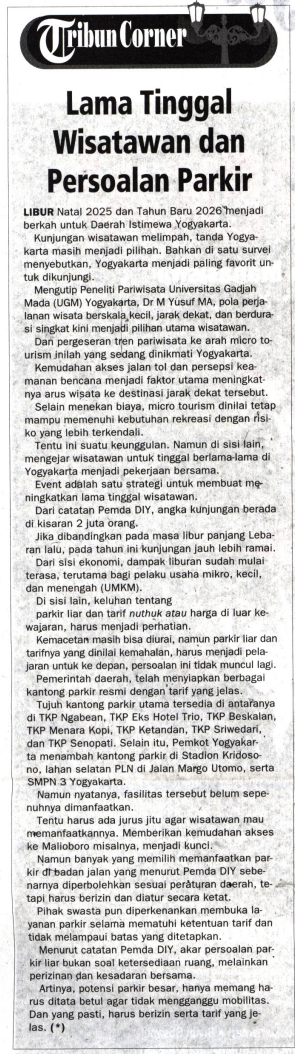 Tribun Corner
Lama Tinggal
Wisatawan dan
Persoalan Parkir
LIBUR Natal 2025 dan Tahun Baru 2026 menjadi
berkah untuk Daerah Istimewa Yogyakarta.
Kunjungan wisatawan melimpah, tanda Yogya-
karta masih menjadi pilihan. Bahkan di satu survei
menyebutkan, Yogyakarta menjadi paling favorit un-
tuk dikunjungi.
Mengutip Peneliti Pariwisata Universitas Gadjah
Mada (UGM) Yogyakarta, Dr M Yusuf MA, pola perja-
lanan wisata berskala kecil, jarak dekat, dan berdura-
si singkat kini menjadi pilihan utama wisatawan.
Dan pergeseran tren pariwisata ke arah micro to-
urism inilah yang sedang dinikmati Yogyakarta.
Kemudahan akses jalan tol dan persepsi kea-
manan bencana menjadi faktor utama meningkat-
nya arus wisata ke destinasi jarak dekat tersebut.
Selain menekan biaya, micro tourism dinilai tetap
mampu memenuhi kebutuhan rekreasi dengan risi-
ko yang lebih terkendali.
Tentu ini suatu keunggulan. Namun di sisi lain,
mengejar wisatawan untuk tinggal berlama-lama di
Yogyakarta menjadi pekerjaan bersama.
Event adalah satu strategi untuk membuat me-
ningkatkan lama tinggal wisatawan.
Dari catatan Pemda DIY, angka kunjungan berada
di kisaran 2 juta orang.
Jika dibandingkan pada masa libur panjang Leba-
ran lalu, pada tahun ini kunjungan jauh lebih ramai.
Dari sisi ekonomi, dampak liburan sudah mulai
terasa, terutama bagi pelaku usaha mikro, kecil,
dan menengah (UMKM).
Di sisi lain, keluhan tentang
parkir liar dan tarif nuthuk atau harga di luar ke-
wajaran, harus menjadi perhatian.
Kemacetan masih bisa diurai, namun parkir liar dan
tarifnya yang dinilai kemahalan, harus menjadi pela-
jaran untuk ke depan, persoalan ini tidak muncul lagi.
Pemerintah daerah, telah menyiapkan berbagai
kantong parkir resmi dengan tarif yang jelas.
Tujuh kantong parkir utama tersedia di antaranya
di TKP Ngabean, TKP Eks Hotel Trio, TKP Beskalan,
TKP Menara Kopi, TKP Ketandan, TKP Sriwedari,
dan TKP Senopati. Selain itu, Pemkot Yogyakar-
ta menambah kantong parkir di Stadion Kridoso-
no, lahan selatan PLN di Jalan Margo Utomo, serta
SMPN 3 Yogyakarta.
Namun nyatanya, fasilitas tersebut belum sepe-
nuhnya dimanfaatkan.
Tentu harus ada jurus jitu agar wisatawan mau
memanfaatkannya. Memberikan kemudahan akses
ke Malioboro misalnya, menjadi kunci.
Namun banyak yang memilih memanfaatkan par-
kir di badan jalan yang menurut Pemda DIY sebe-
narnya diperbolehkan sesuai peraturan daerah, te-
tapi harus berizin dan diatur secara ketat.
Pihak swasta pun diperkenankan membuka la-
yanan parkir selama mematuhi ketentuan tarif dan
tidak melampaui batas yang ditetapkan.
Menurut catatan Pemda DIY, akar persoalan par-
kir liar bukan soal ketersediaan ruang, melainkan
perizinan dan kesadaran bersama.
Artinya, potensi parkir besar, hanya memang ha-
rus ditata betul agar tidak mengganggu mobilitas.
Dan yang pasti, harus berizin serta tarif yang je-
las. (*)